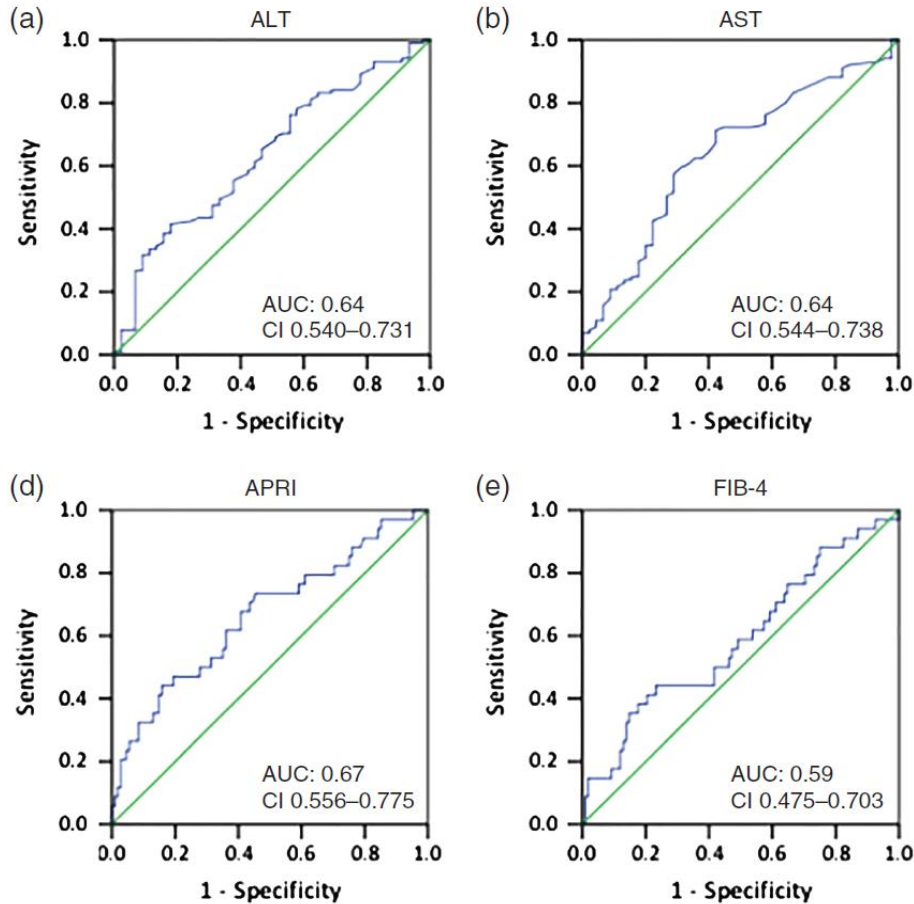 (a) ALT
1.0
0.8
0.6
0.4
0.2
0.0
Sensitivity
AUC: 0.64
CI 0.540–0.731
0.0 0.2 0.4 0.6 0.8 1.0
1 - Specificity
(b) AST
1.0
0.8
0.6
0.4
0.2
0.0
Sensitivity
AUC: 0.64
CI 0.544–0.738
0.0 0.2 0.4 0.6 0.8 1.0
1 - Specificity
(d) APRI
1.0
0.8
0.6
0.4
0.2
0.0
Sensitivity
AUC: 0.67
CI 0.556–0.775
0.0 0.2 0.4 0.6 0.8 1.0
1 - Specificity
(e) FIB-4
1.0
0.8
0.6
0.4
0.2
0.0
Sensitivity
AUC: 0.59
CI 0.475–0.703
0.0 0.2 0.4 0.6 0.8 1.0
1 - Specificity